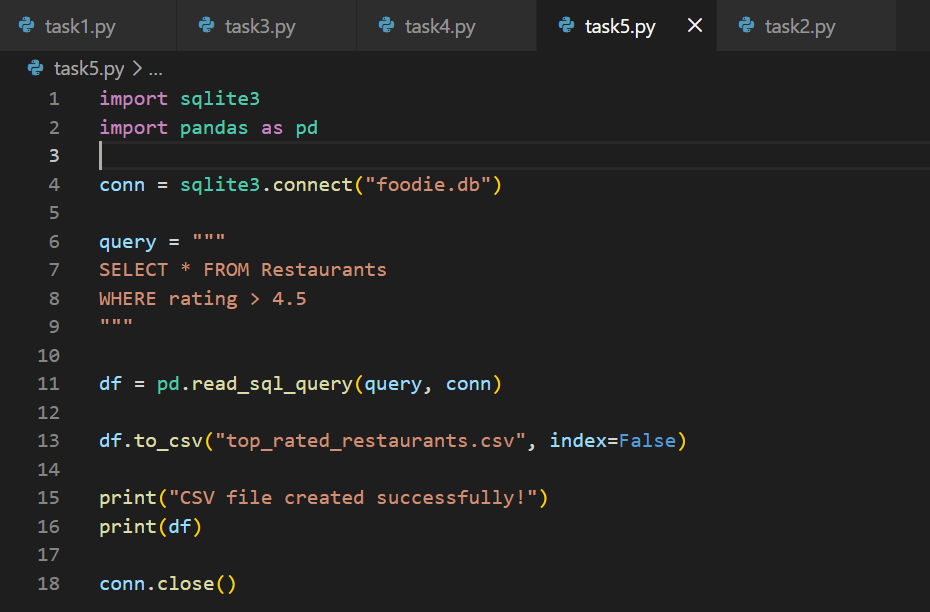 task1.py task3.py task4.py task5.py task2.py
task5.py > ...
1 import sqlite3
2 import pandas as pd
3
4 conn = sqlite3.connect("foodie.db")
5
6 query = """
7 SELECT * FROM Restaurants
8 WHERE rating > 4.5
9 """
10
11 df = pd.read_sql_query(query, conn)
12
13 df.to_csv("top_rated_restaurants.csv", index=False)
14
15 print("CSV file created successfully!")
16 print(df)
17
18 conn.close()